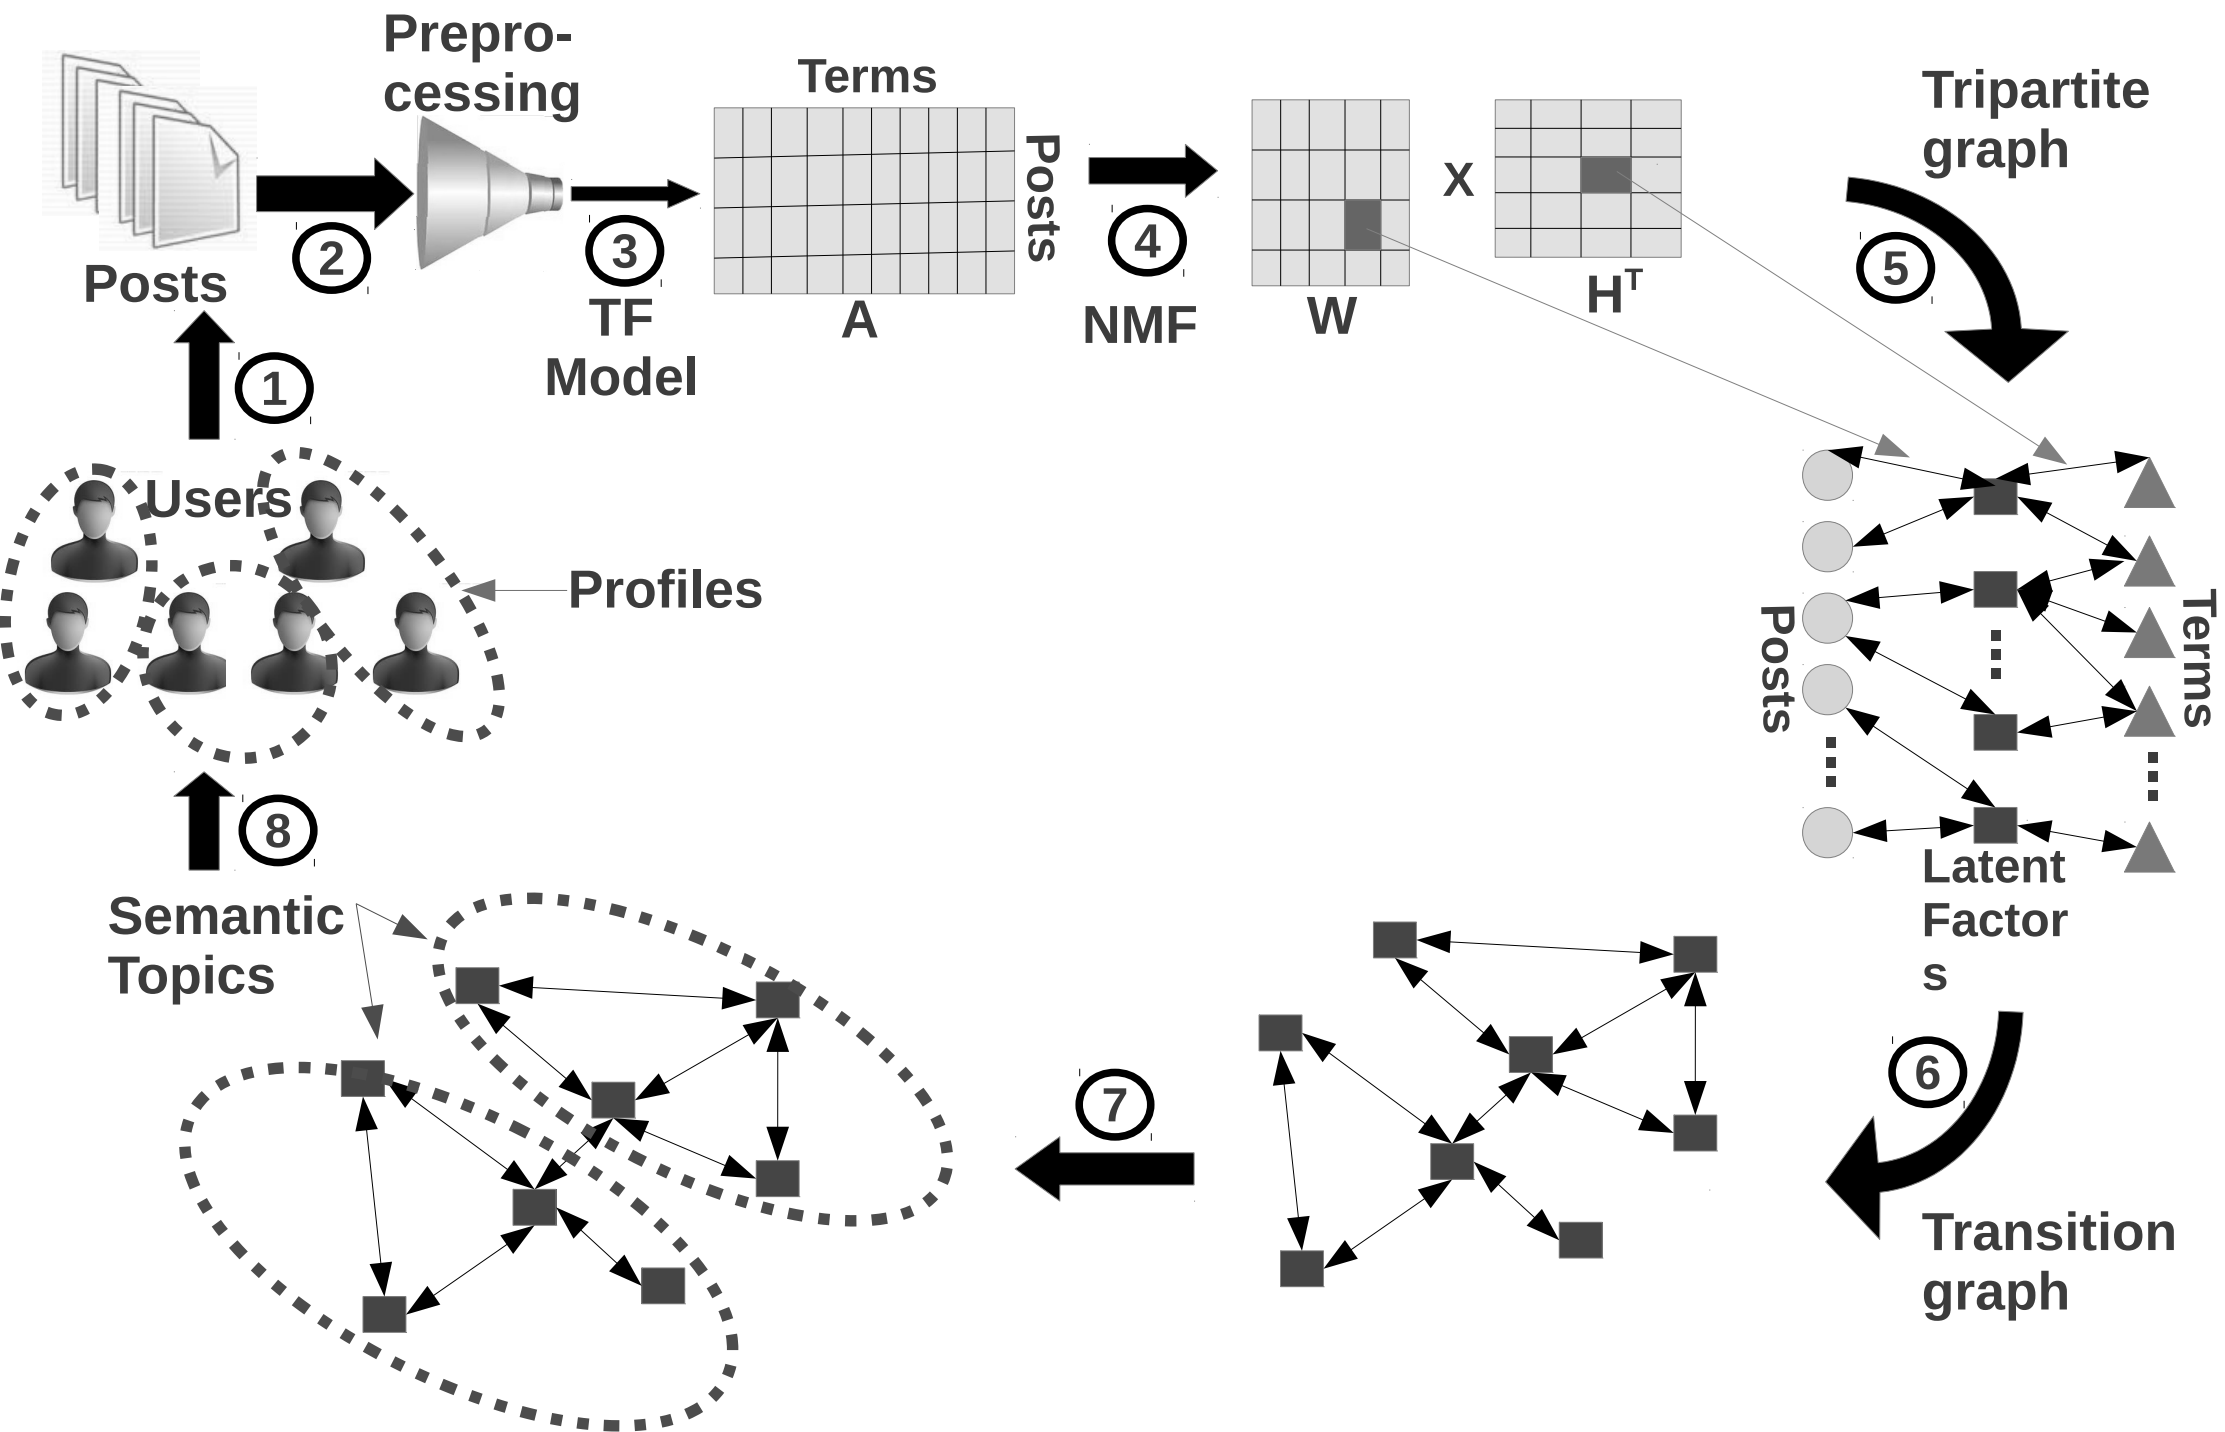 Prepro-
cessing
Terms
Posts
A
Posts
2
3
TF
Model
4
NMF
W
X
H^T
Tripartite
graph
5
1
Users
Profiles
Posts
Terms
Latent
Factor
s
6
Transition
graph
7
8
Semantic
Topics